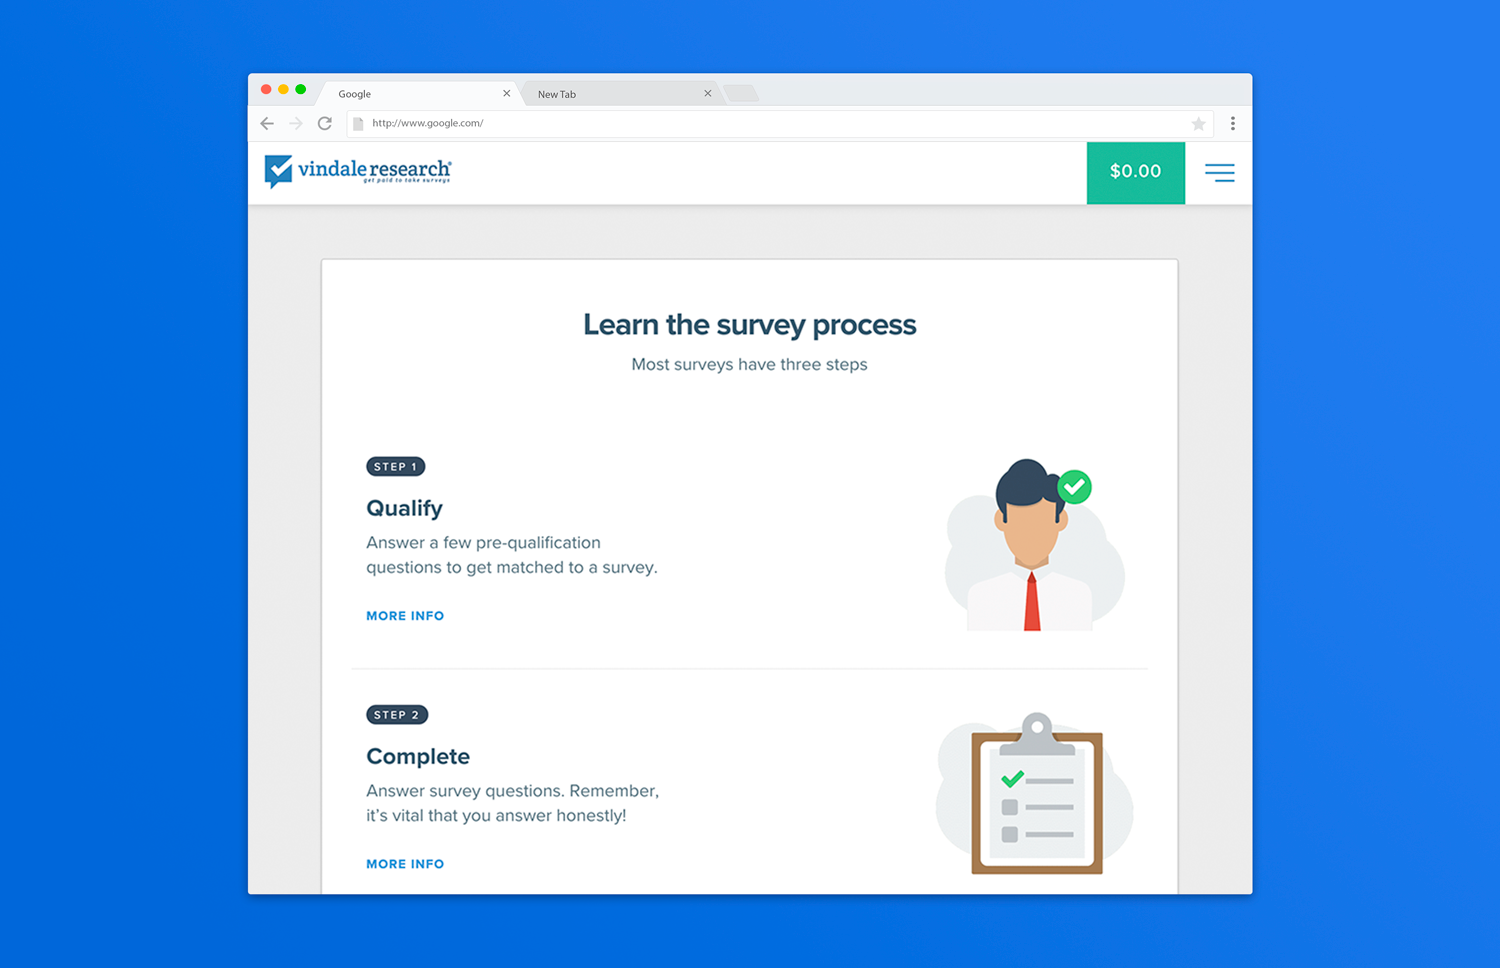 Google
New Tab
http://www.google.com/
vindale research®
get paid to take surveys
$0.00
Learn the survey process
Most surveys have three steps
STEP 1
Qualify
Answer a few pre-qualification
questions to get matched to a survey.
MORE INFO
STEP 2
Complete
Answer survey questions. Remember,
it’s vital that you answer honestly!
MORE INFO